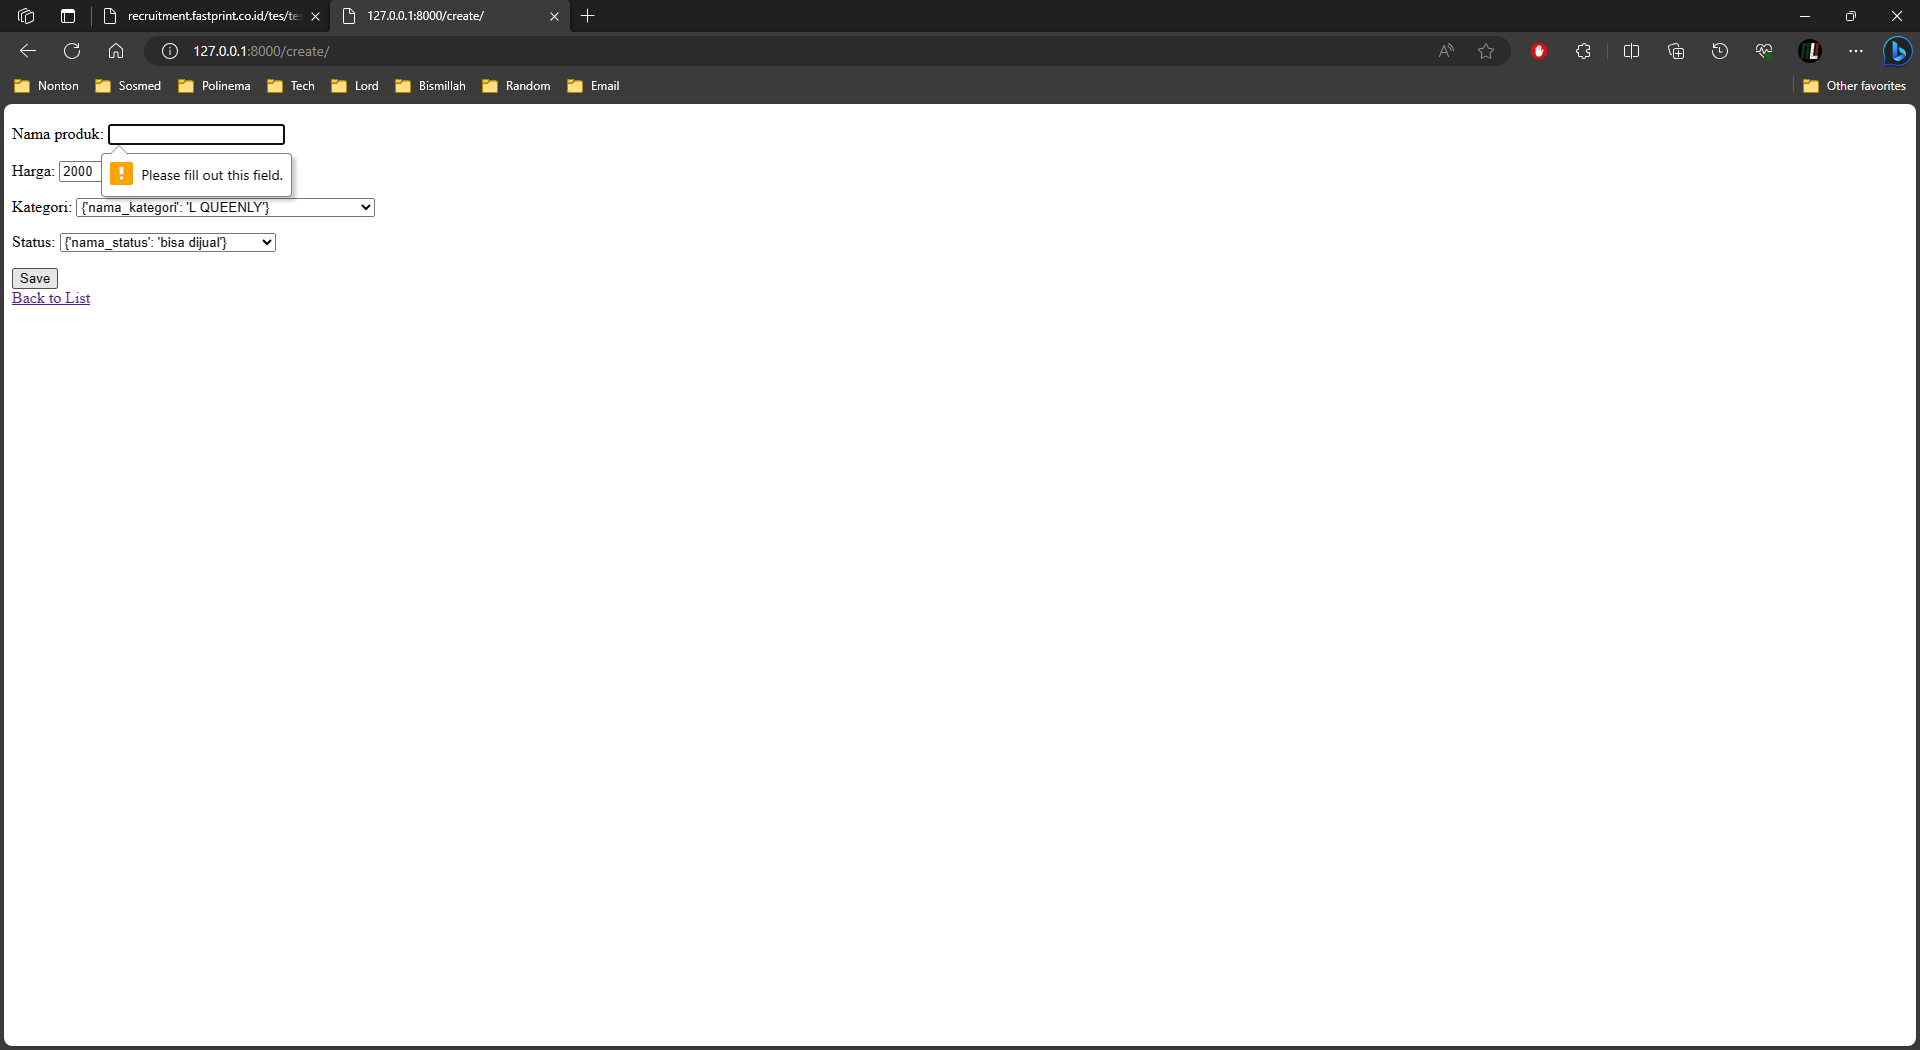 recruitment.fastprint.co.id/tes/tes
127.0.0.1:8000/create/
127.0.0.1:8000/create/
Nonton Sosmed Polinema Tech Lord Bismillah Random Email Other favorites
Nama produk:
Harga: 2000
Please fill out this field.
Kategori: {'nama_kategori': 'L QUEENLY'}
Status: {'nama_status': 'bisa dijual'}
Save
Back to List